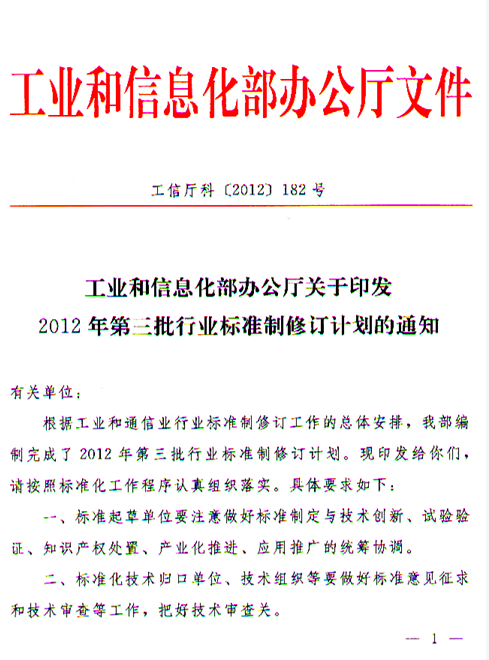 工业和信息化部办公厅文件
工信厅科〔2012〕182号
工业和信息化部办公厅关于印发
2012年第三批行业标准制修订计划的通知
有关单位：
根据工业和通信业行业标准制修订工作的总体安排，我部编
制完成了2012年第三批行业标准制修订计划。现印发给你们，
请按照标准化工作程序认真组织落实。具体要求如下：
一、标准起草单位要注意做好标准制定与技术创新、试验验
证、知识产权处置、产业化推进、应用推广的统筹协调。
二、标准化技术归口单位、技术组织等要做好标准意见征求
和技术审查等工作，把好技术审查关。
— 1 —